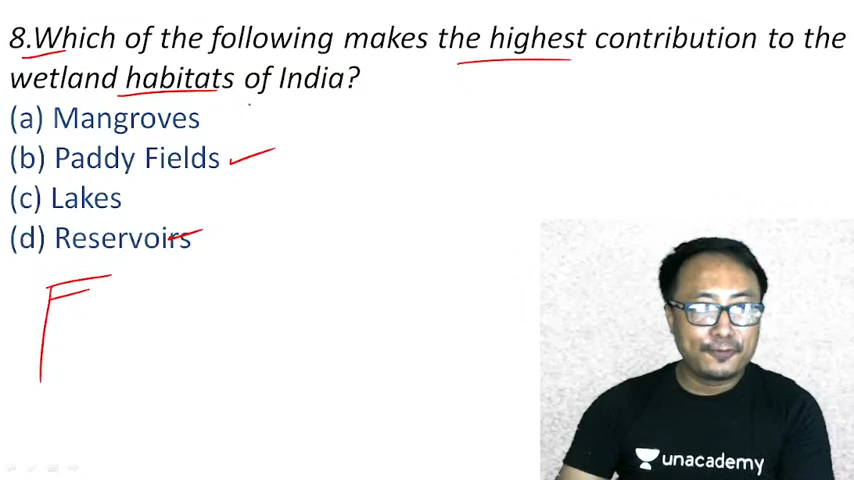 8.Which of the following makes the highest contribution to the
wetland habitats of India?
(a) Mangroves
(b) Paddy Fields
(c) Lakes
(d) Reservoirs
F
unacademy